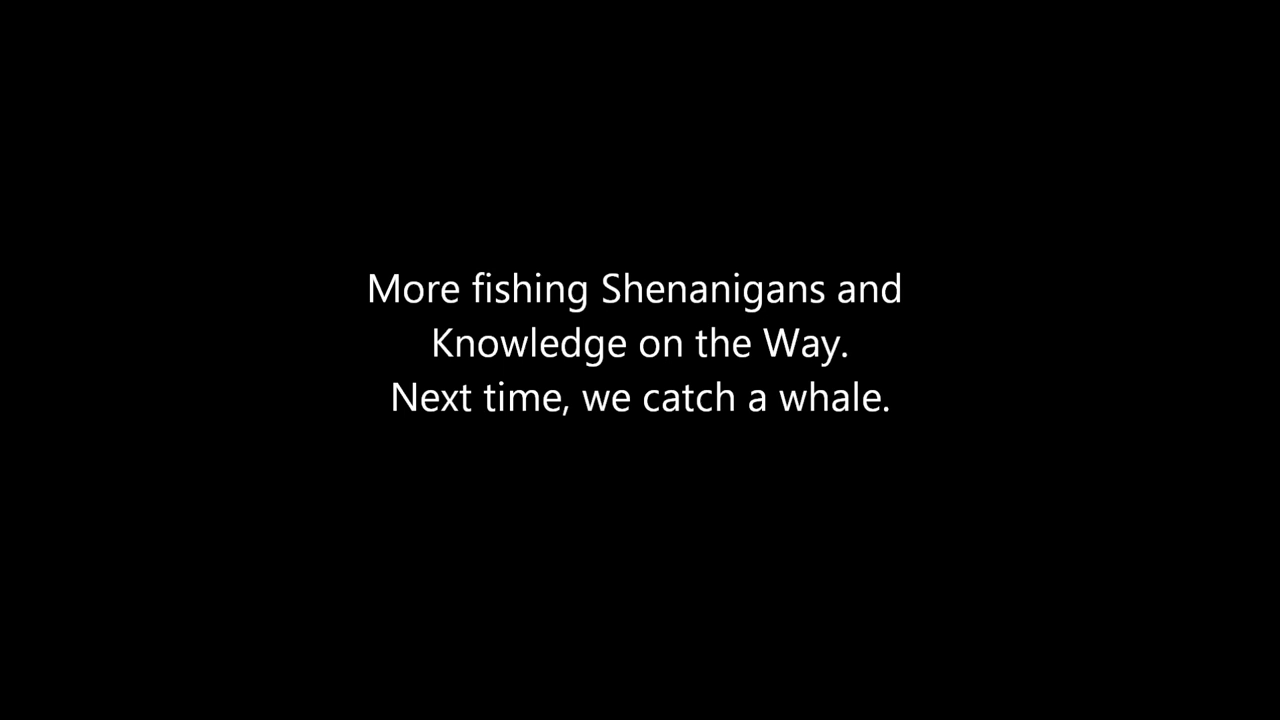 More fishing Shenanigans and
Knowledge on the Way.
Next time, we catch a whale.